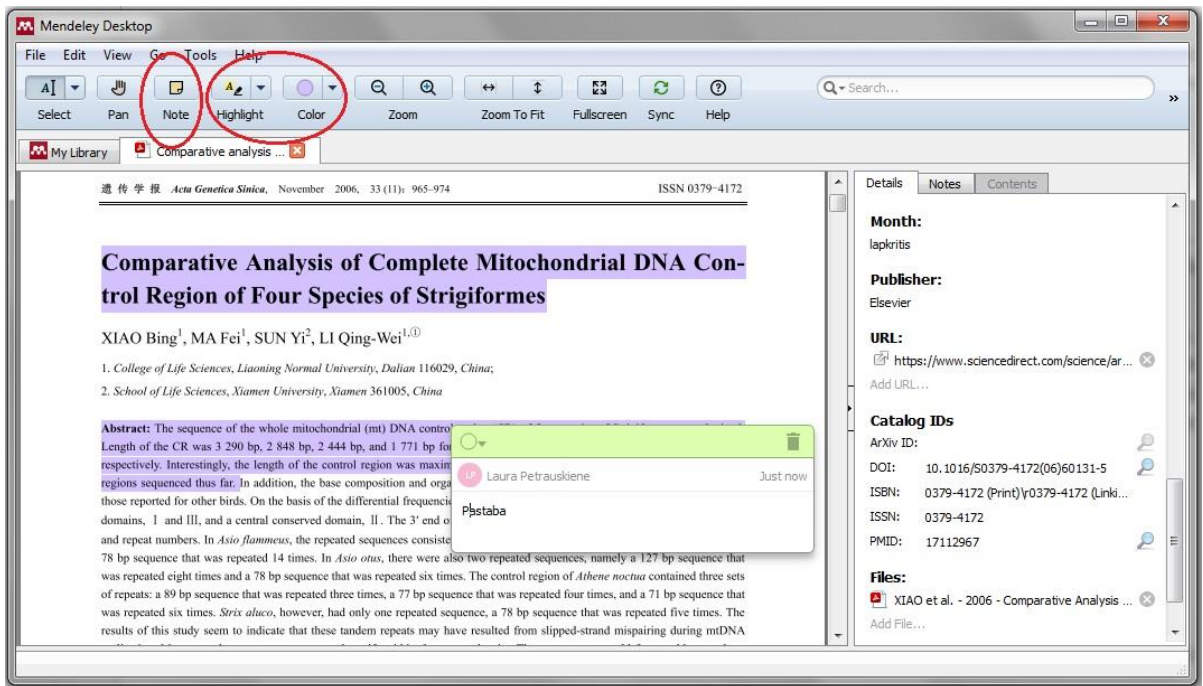 Mendeley Desktop
File Edit View Go Tools Help
Select Pan Note Highlight Color Zoom Zoom To Fit Fullscreen Sync Help
Search...
»
My Library
Comparative analysis ...
遗 传 学 报 Acta Genetica Sinica, November 2006, 33 (11): 965-974 ISSN 0379-4172
Comparative Analysis of Complete Mitochondrial DNA Con-
trol Region of Four Species of Strigiformes
XIAO Bing1, MA Fei1, SUN Yi2, LI Qing-Wei1,①
1. College of Life Sciences, Liaoning Normal University, Dalian 116029, China;
2. School of Life Sciences, Xiamen University, Xiamen 361005, China
Abstract: The sequence of the whole mitochondrial (mt) DNA control
Length of the CR was 3 290 bp, 2 848 bp, 2 444 bp, and 1 771 bp for
respectively. Interestingly, the length of the control region was
regions sequenced thus far. In addition, the base composition and
those reported for other birds. On the basis of the differential
domains, Ⅰ and III, and a central conserved domain, Ⅱ. The 3' end
and repeat numbers. In Asio flammeus, the repeated sequences
78 bp sequence that was repeated 14 times. In Asio otus, there were also two repeated sequences, namely a 127 bp sequence that
was repeated eight times and a 78 bp sequence that was repeated six times. The control region of Athene noctua contained three sets
of repeats: a 89 bp sequence that was repeated three times, a 77 bp sequence that was repeated four times, and a 71 bp sequence that
was repeated six times. Strix aluco, however, had only one repeated sequence, a 78 bp sequence that was repeated five times. The
results of this study seem to indicate that these tandem repeats may have resulted from slipped-strand mispairing during mtDNA
LP Laura Petrauskiene Just now
Pastaba
Details Notes Contents
Month:
lapkritis
Publisher:
Elsevier
URL:
https://www.sciencedirect.com/science/ar...
Add URL...
Catalog IDs
ArXiv ID:
DOI: 10.1016/S0379-4172(06)60131-5
ISBN: 0379-4172 (Print)\r0379-4172 (Linki...
ISSN: 0379-4172
PMID: 17112967
Files:
XIAO et al. - 2006 - Comparative Analysis ...
Add File...